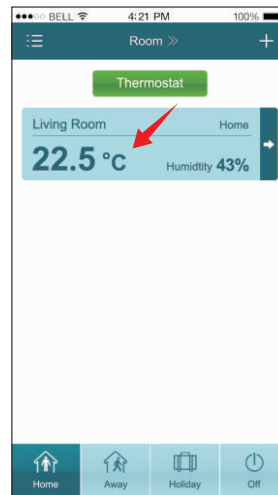 ●●●○○ BELL 4:21 PM 100%
Room »
+
Thermostat
Living Room Home
22.5 °C Humidtity 43%
Home Away Holiday Off